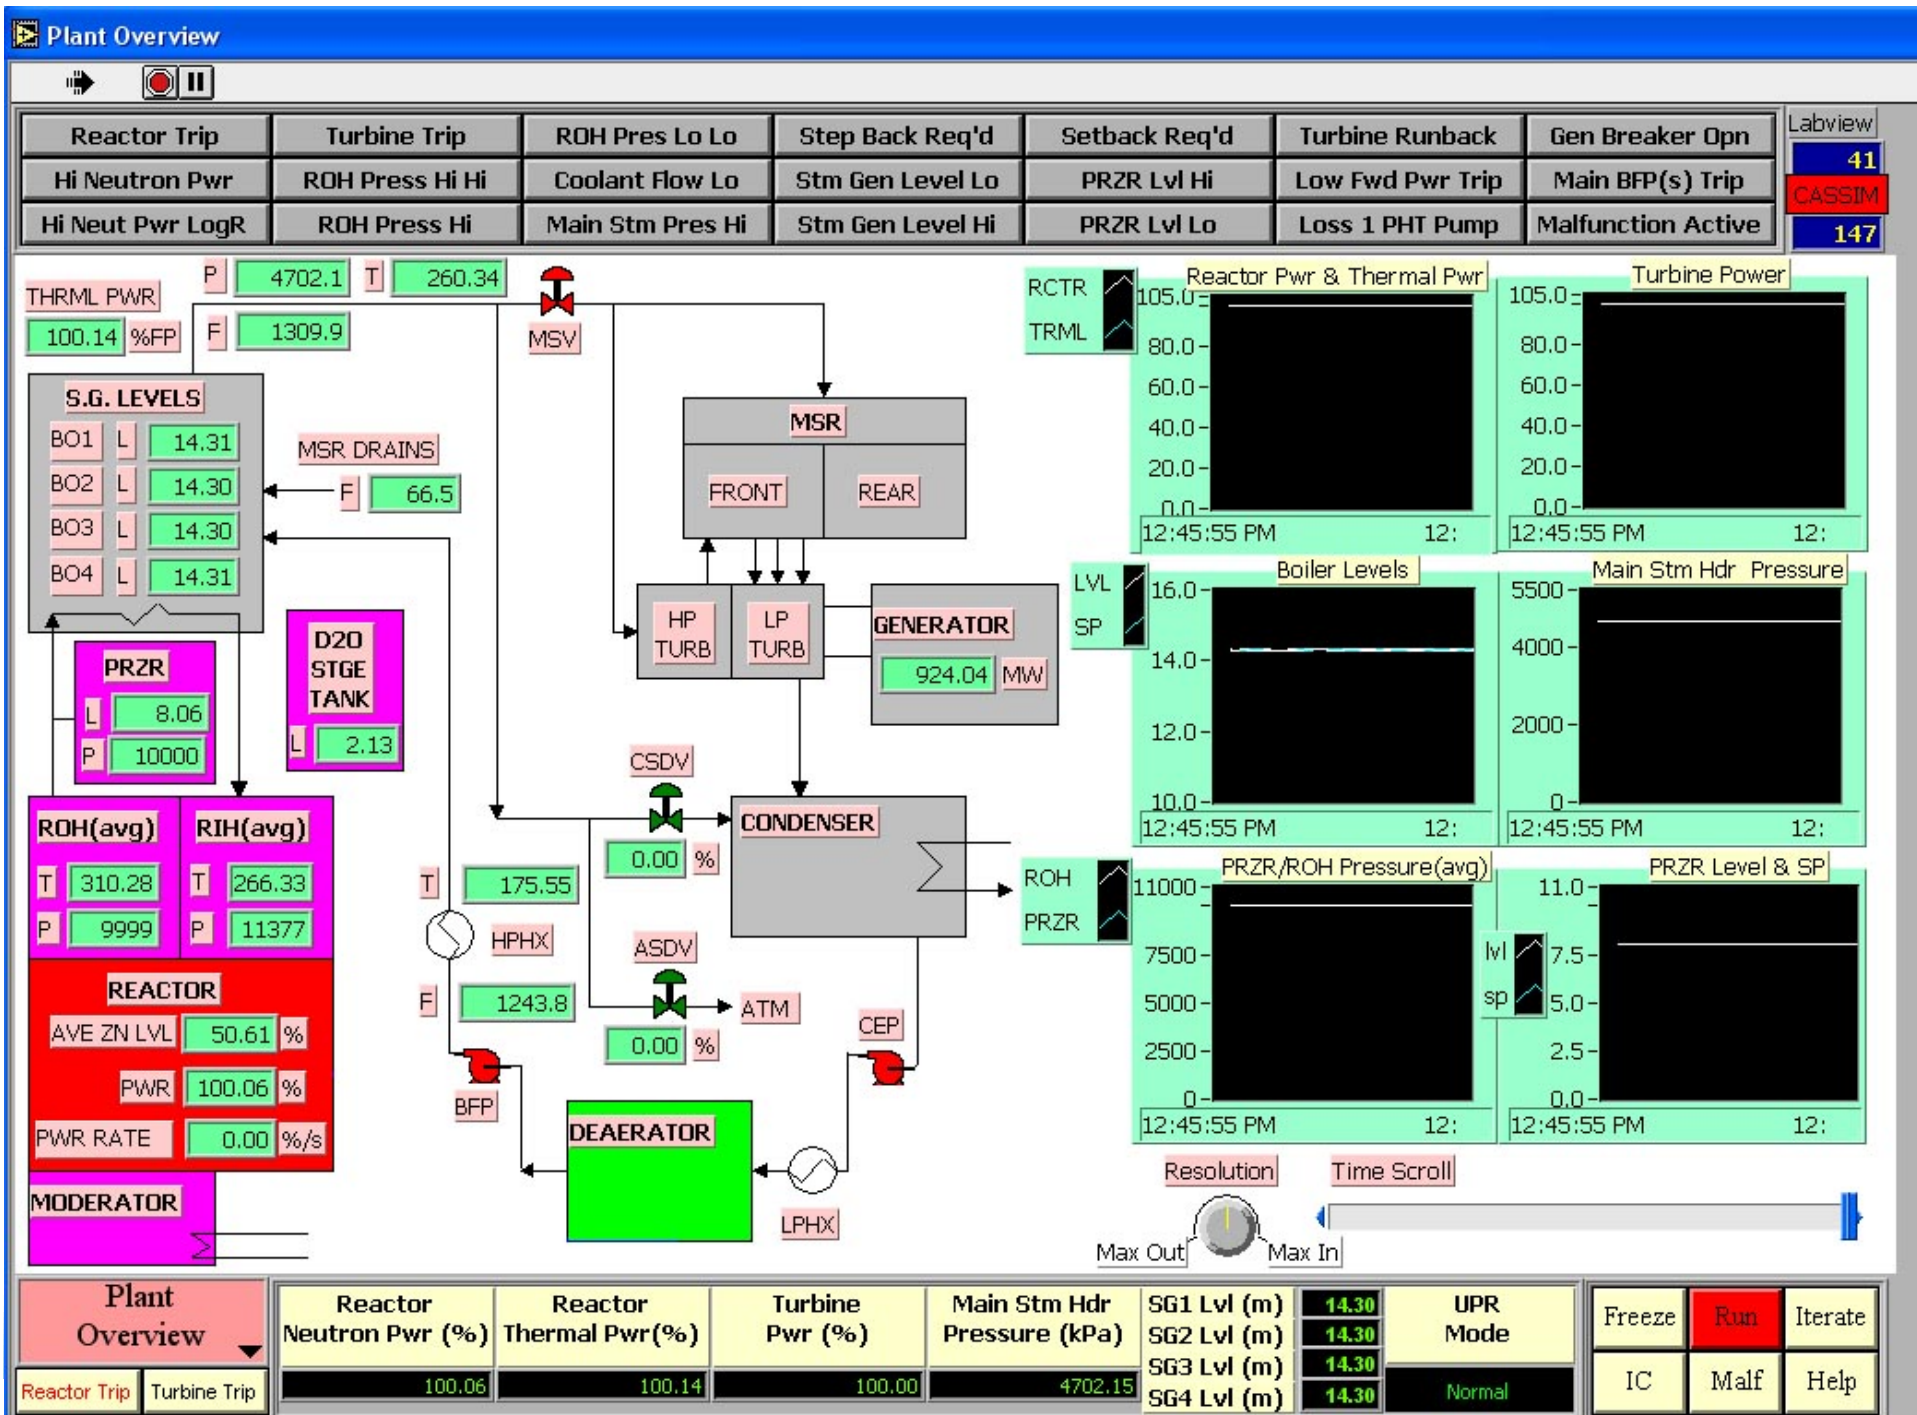 Plant Overview
Reactor Trip Turbine Trip ROH Pres Lo Lo Step Back Req'd Setback Req'd Turbine Runback Gen Breaker Opn
Hi Neutron Pwr ROH Press Hi Hi Coolant Flow Lo Stm Gen Level Lo PRZR Lvl Hi Low Fwd Pwr Trip Main BFP(s) Trip
Hi Neut Pwr LogR ROH Press Hi Main Stm Pres Hi Stm Gen Level Hi PRZR Lvl Lo Loss 1 PHT Pump Malfunction Active
Labview
41
CASSIM
147
THRML PWR
100.14 %FP
P 4702.1 T 260.34
F 1309.9
MSV
S.G. LEVELS
BO1 L 14.31
BO2 L 14.30
BO3 L 14.30
BO4 L 14.31
MSR DRAINS
F 66.5
MSR
FRONT REAR
HP TURB
LP TURB
GENERATOR
924.04 MW
PRZR
L 8.06
P 10000
D2O
STGE
TANK
L 2.13
ROH(avg)
T 310.28
P 9999
RIH(avg)
T 266.33
P 11377
REACTOR
AVE ZN LVL 50.61 %
PWR 100.06 %
PWR RATE 0.00 %/s
MODERATOR
CSDV
0.00 %
CONDENSER
T 175.55
HPHX
F 1243.8
ASDV
ATM
0.00 %
CEP
BFP
DEAERATOR
LPHX
RCTR
TRML
Reactor Pwr & Thermal Pwr
105.0
80.0
60.0
40.0
20.0
0.0
12:45:55 PM 12:
Turbine Power
105.0
80.0
60.0
40.0
20.0
0.0
12:45:55 PM 12:
LVL
SP
Boiler Levels
16.0
14.0
12.0
10.0
12:45:55 PM 12:
Main Stm Hdr Pressure
5500
4000
2000
0
12:45:55 PM 12:
ROH
PRZR
PRZR/ROH Pressure(avg)
11000
7500
5000
2500
0
12:45:55 PM 12:
PRZR Level & SP
lvl
sp
11.0
7.5
5.0
2.5
0.0
12:45:55 PM 12:
Resolution
Max Out Max In
Time Scroll
Plant
Overview
Reactor Trip Turbine Trip
Reactor
Neutron Pwr (%)
100.06
Reactor
Thermal Pwr(%)
100.14
Turbine
Pwr (%)
100.00
Main Stm Hdr
Pressure (kPa)
4702.15
SG1 Lvl (m) 14.30
SG2 Lvl (m) 14.30
SG3 Lvl (m) 14.30
SG4 Lvl (m) 14.30
UPR
Mode
Normal
Freeze Run Iterate
IC Malf Help